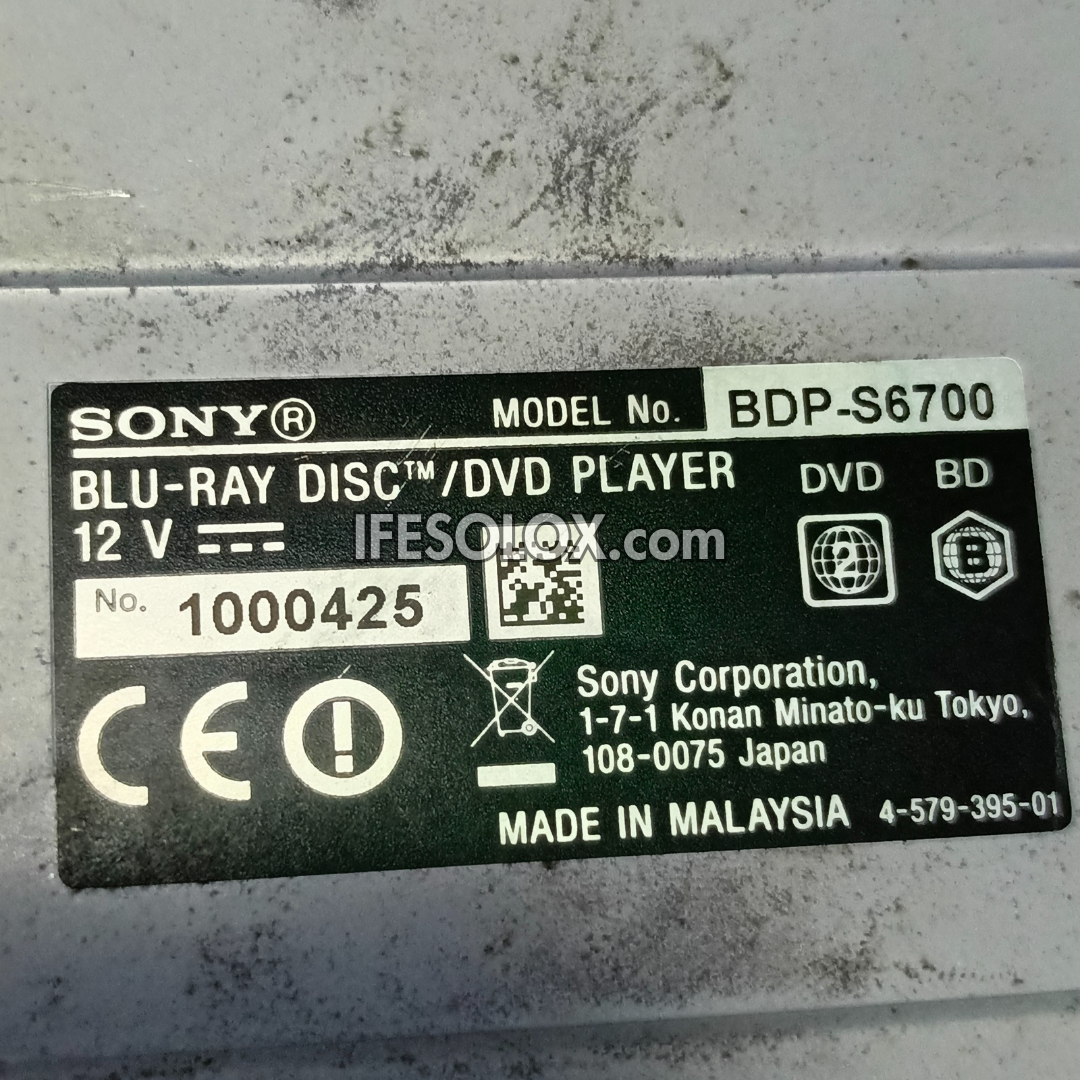 SONY®
MODEL No. BDP-S6700
BLU-RAY DISC™/DVD PLAYER
DVD BD
12 V
IFESOLOX.com
2 B
No. 1000425
CE
Sony Corporation,
1-7-1 Konan Minato-ku Tokyo,
108-0075 Japan
MADE IN MALAYSIA 4-579-395-01